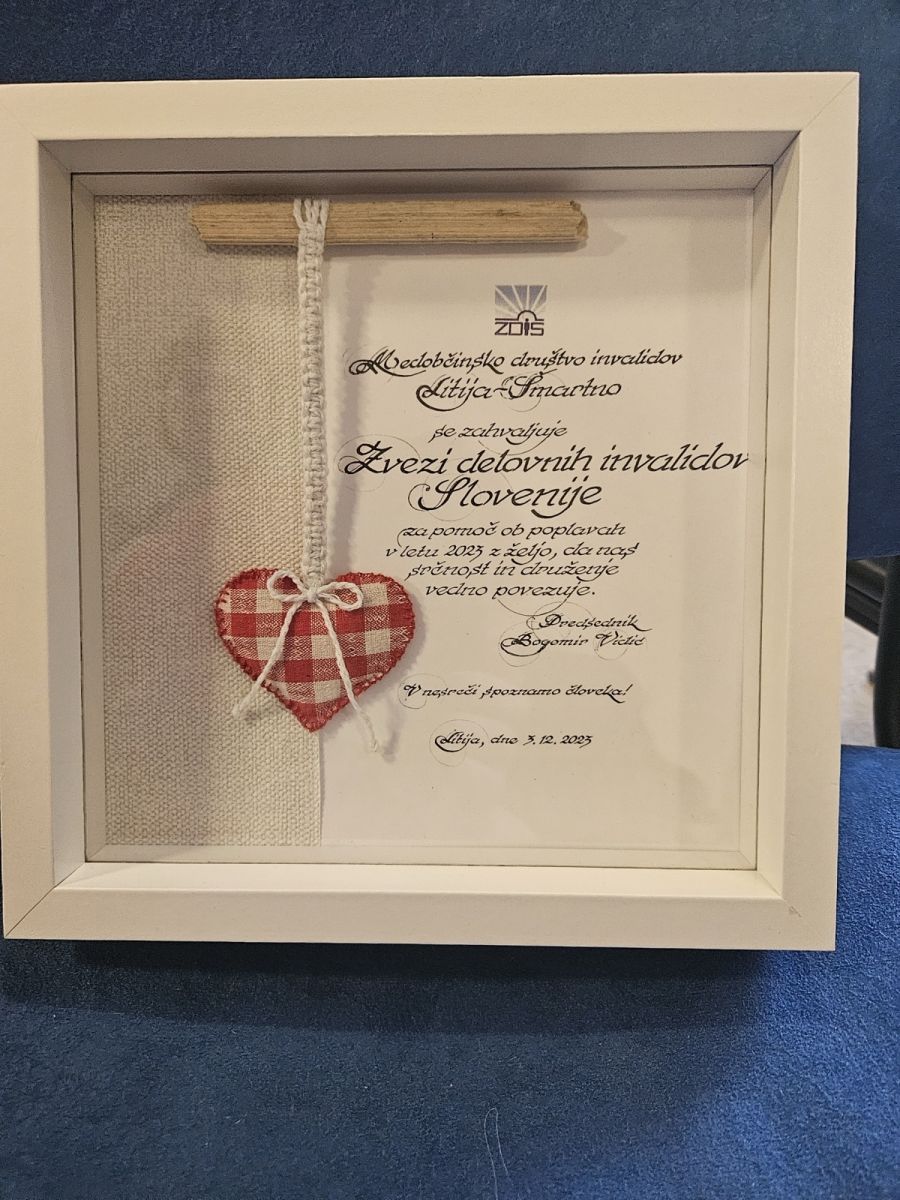 ZDIS
Medobčinsko društvo invalidov
Litija-Šmartno
se zahvaljuje
Zvezi delovnih invalidov
Slovenije
za pomoč ob poplavah
v letu 2023 z željo, da nas
srčnost in druženje
vedno povezuje.
Predsednik
Bogomir Vidic
V nesreči spoznamo človeka!
Litija, dne 3.12.2023